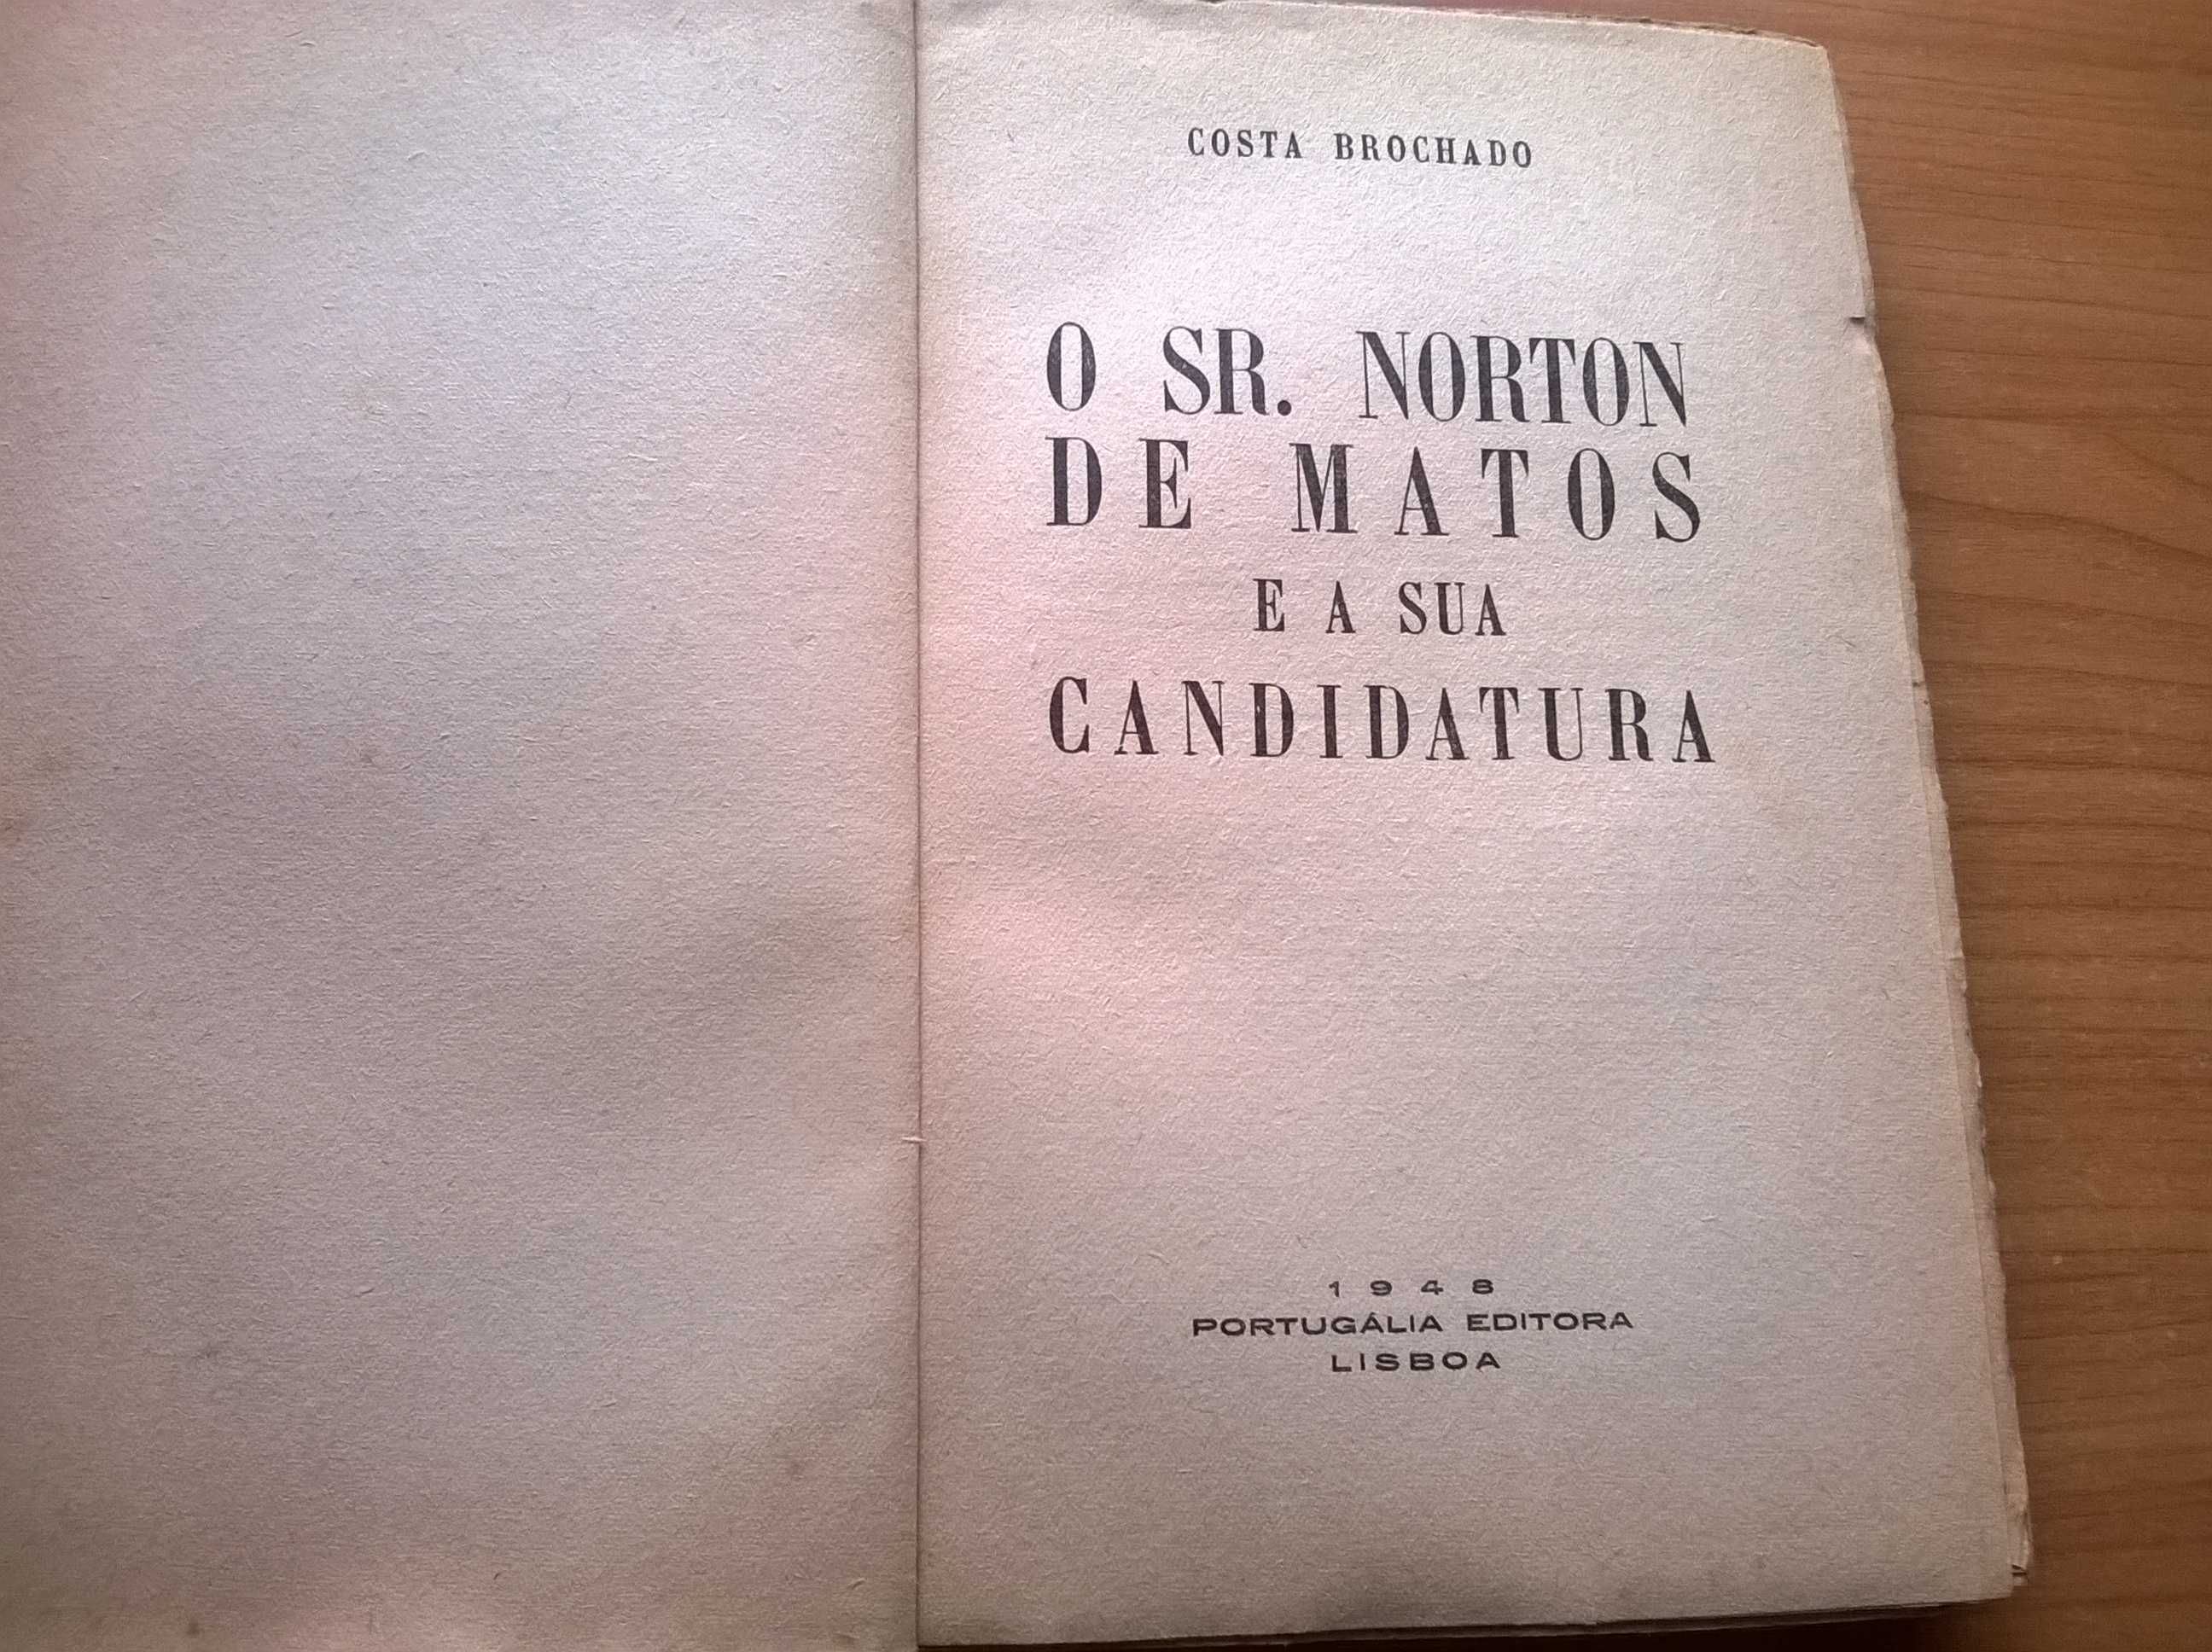 COSTA BROCHADO
O SR. NORTON
DE MATOS
E A SUA
CANDIDATURA
1948
PORTUGÁLIA EDITORA
LISBOA